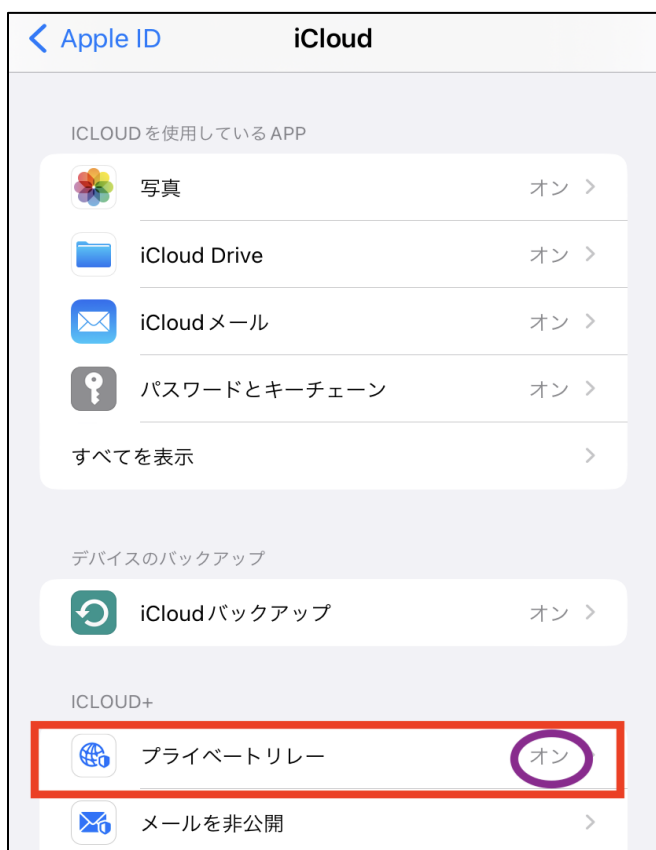 Apple ID
iCloud
ICLOUDを使用しているAPP
写真 オン
iCloud Drive オン
iCloudメール オン
パスワードとキーチェーン オン
すべてを表示
デバイスのバックアップ
iCloudバックアップ オン
ICLOUD+
プライベートリレー オン
メールを非公開